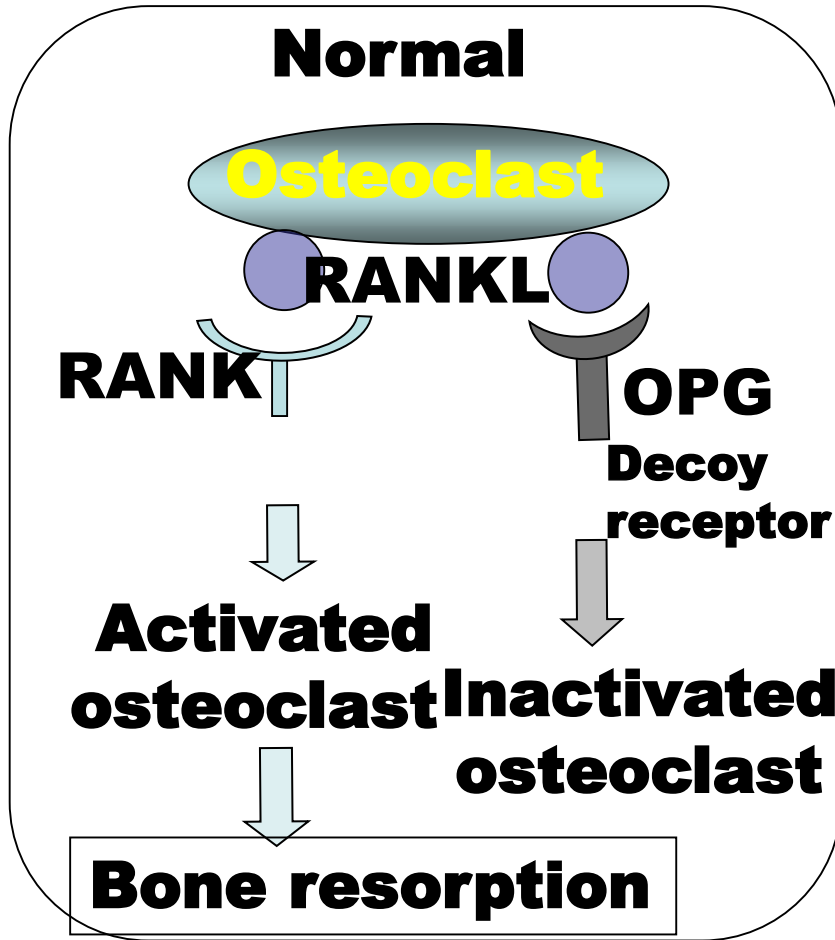 Normal
Osteoclast
RANKL
RANK
OPG
Decoy
receptor
Activated
osteoclast
Inactivated
osteoclast
Bone resorption